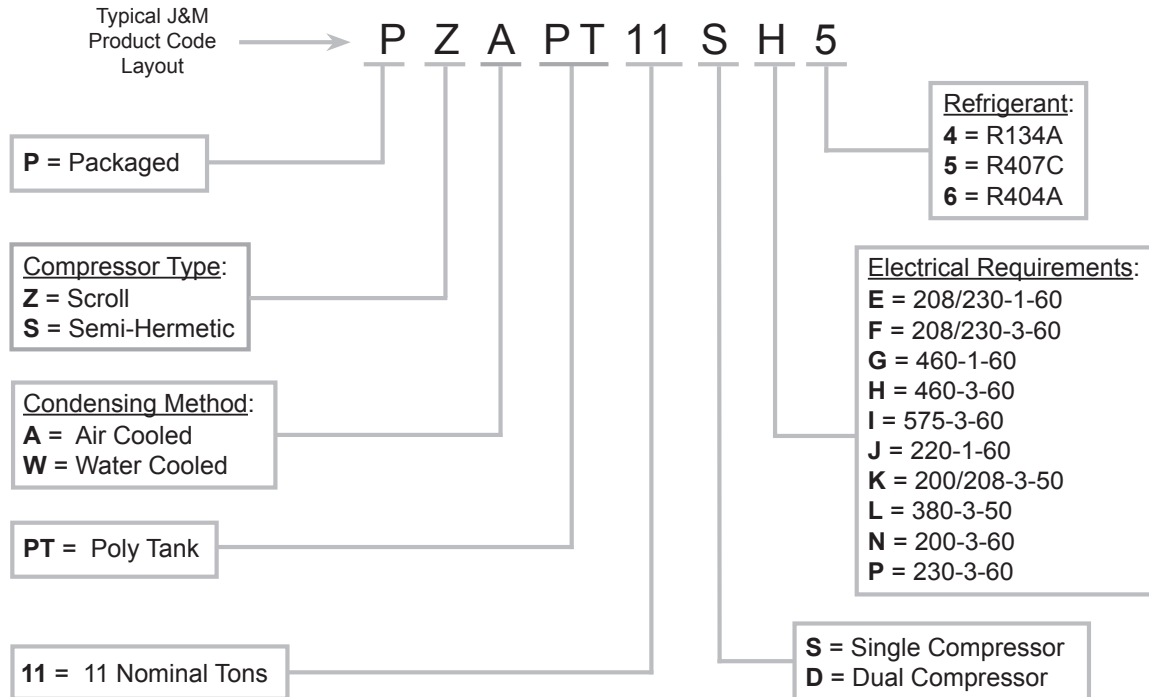 Typical J&M
Product Code
Layout
P Z A P T 11 S H 5
Refrigerant:
4 = R134A
5 = R407C
6 = R404A
P = Packaged
Compressor Type:
Z = Scroll
S = Semi-Hermetic
Electrical Requirements:
E = 208/230-1-60
F = 208/230-3-60
G = 460-1-60
H = 460-3-60
I = 575-3-60
J = 220-1-60
K = 200/208-3-50
L = 380-3-50
N = 200-3-60
P = 230-3-60
Condensing Method:
A = Air Cooled
W = Water Cooled
PT = Poly Tank
11 = 11 Nominal Tons
S = Single Compressor
D = Dual Compressor